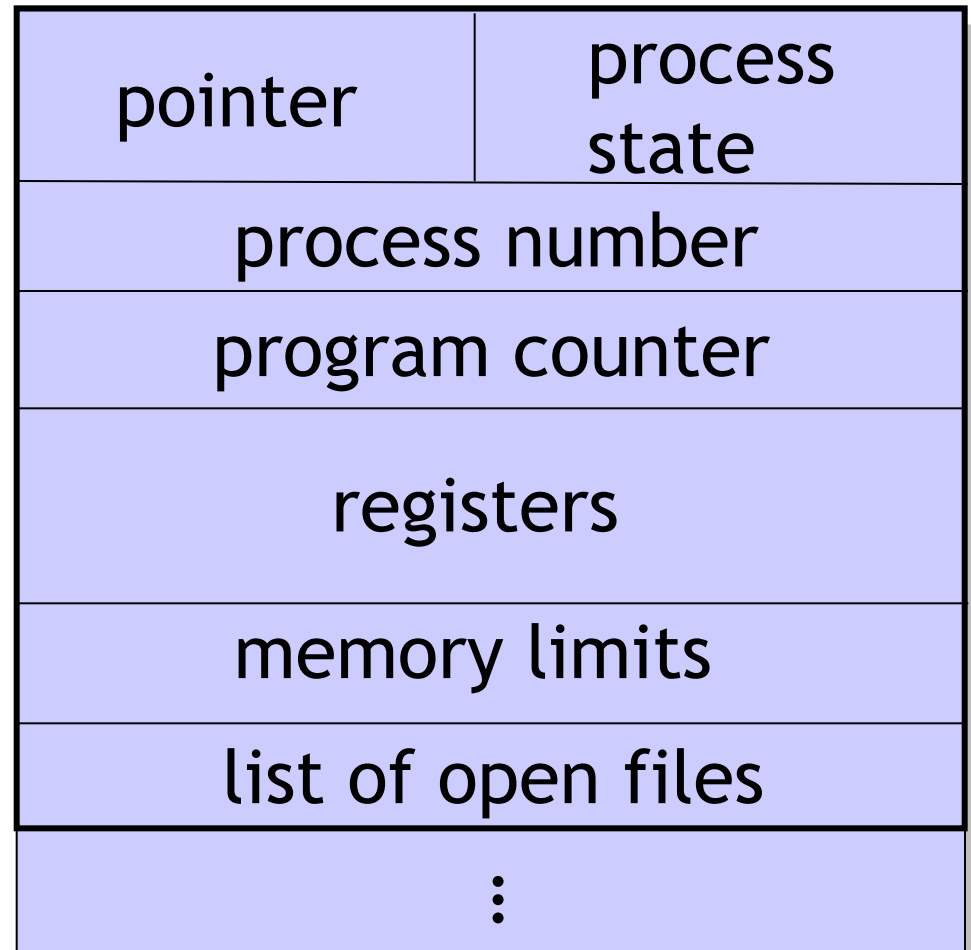 pointer
process
state
process number
program counter
registers
memory limits
list of open files
⋮